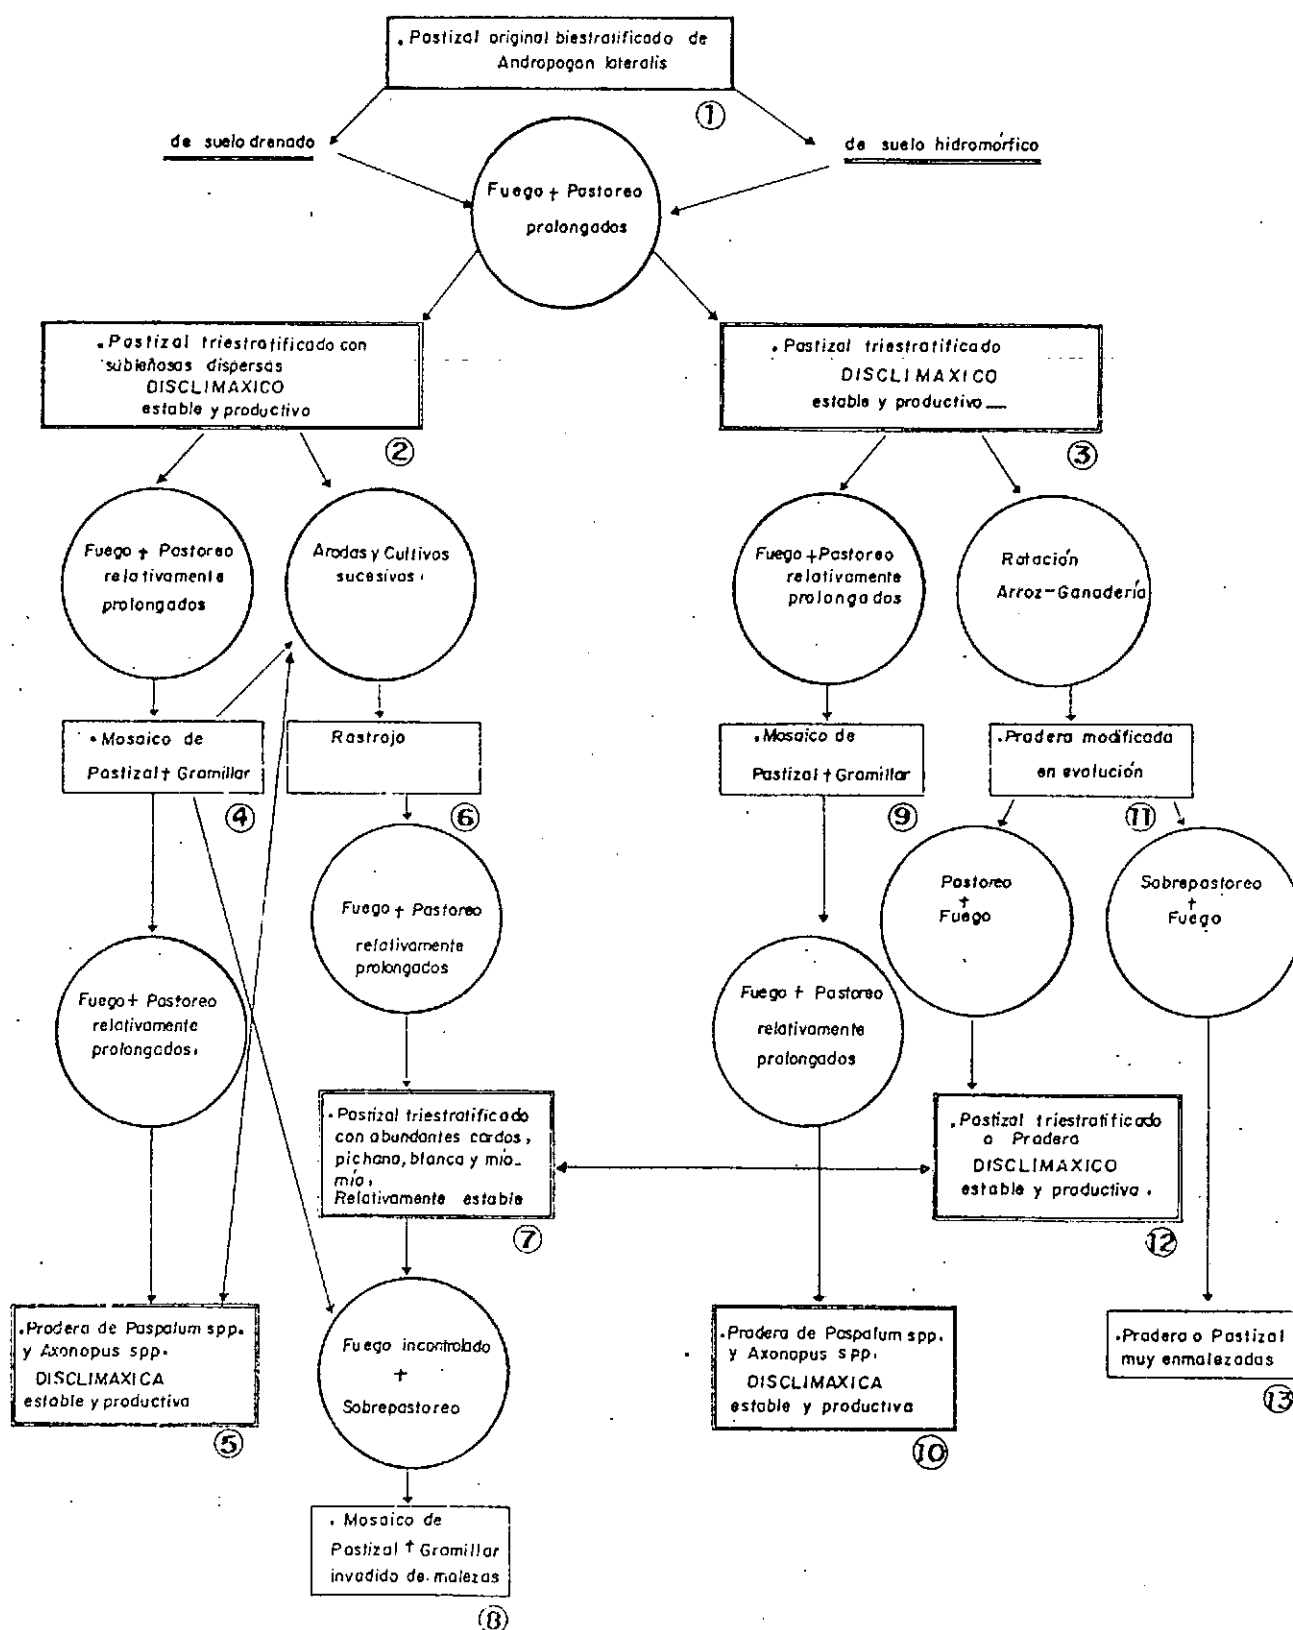 . Pastizal original biestratificado de
Andropogon lateralis
①
de suelo drenado
de suelo hidromórfico
Fuego + Pastoreo
prolongados
. Pastizal triestratificado con
subleñosas dispersas
DISCLIMAXICO
estable y productivo
②
. Pastizal triestratificado
DISCLIMAXICO
estable y productivo
③
Fuego + Pastoreo
relativamente
prolongados
Aradas y Cultivos
sucesivos.
Fuego + Pastoreo
relativamente
prolongados
Rotación
Arroz-Ganadería
. Mosaico de
Pastizal + Gramillar
④
Rastrojo
⑥
. Mosaico de
Pastizal + Gramillar
⑨
. Pradera modificada
en evolución
⑪
Fuego + Pastoreo
relativamente
prolongados
Pastoreo
+
Fuego
Sobrepastoreo
+
Fuego
Fuego + Pastoreo
relativamente
prolongados.
Fuego + Pastoreo
relativamente
prolongados
. Pastizal triestratificado
con abundantes cardos,
pichana, blanca y mío-
mío.
Relativamente estable
⑦
. Pastizal triestratificado
o Pradera
DISCLIMAXICO
estable y productiva.
⑫
. Pradera de Paspalum spp.
y Axonopus spp.
DISCLIMAXICA
estable y productiva
⑤
Fuego incontrolado
+
Sobrepastoreo
. Pradera de Paspalum spp.
y Axonopus spp.
DISCLIMAXICA
estable y productiva
⑩
. Pradera o Pastizal
muy enmalezadas
⑬
. Mosaico de
Pastizal + Gramillar
invadido de malezas
⑧